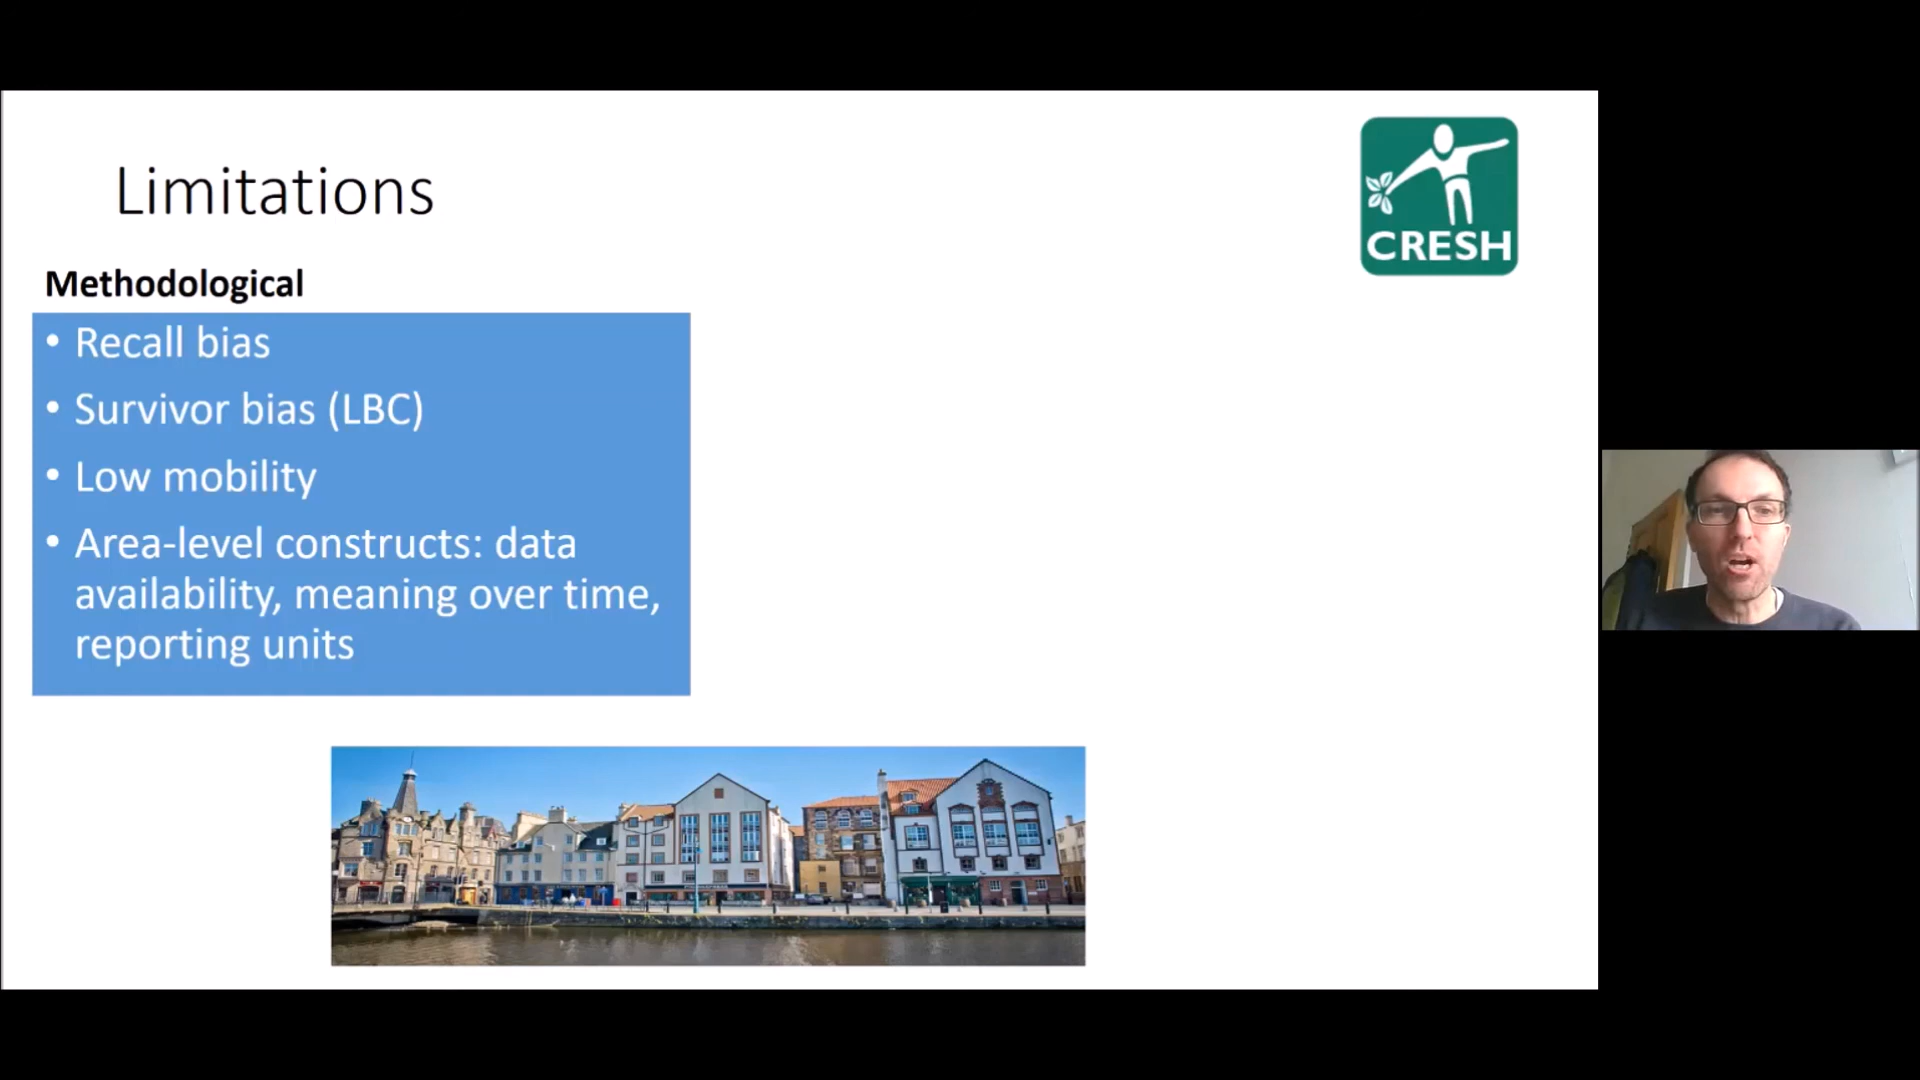 Limitations
CRESH
Methodological
• Recall bias
• Survivor bias (LBC)
• Low mobility
• Area-level constructs: data
availability, meaning over time,
reporting units